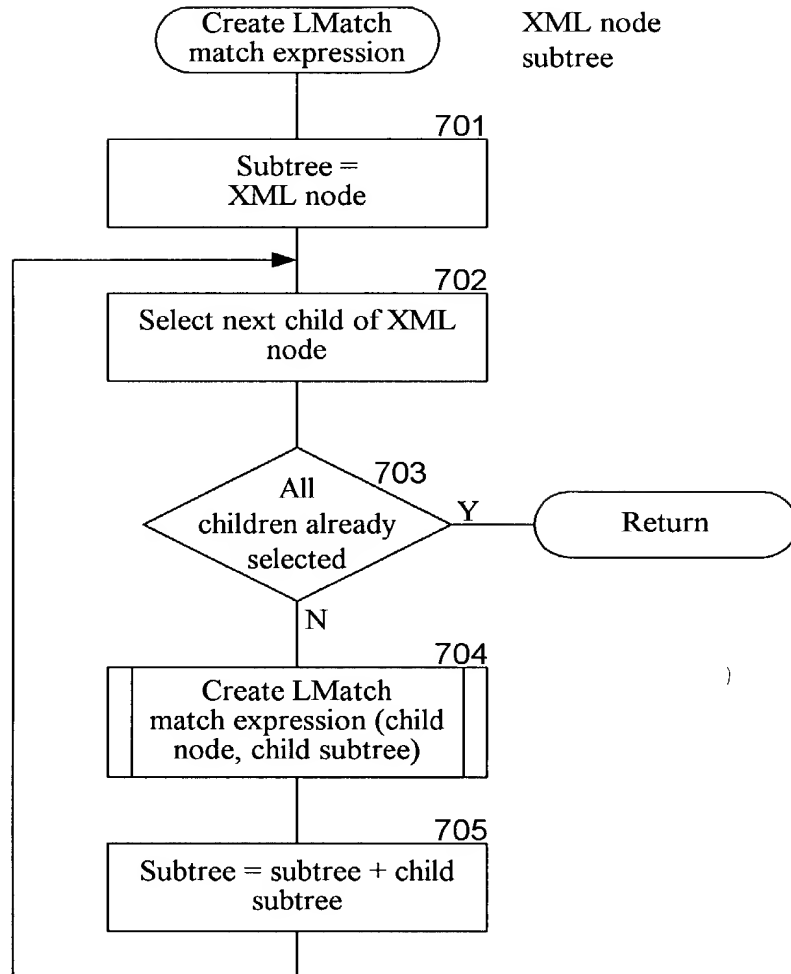 Create LMatch
match expression
XML node
subtree
701
Subtree =
XML node
702
Select next child of XML
node
703
All
children already
selected
Y
Return
N
704
Create LMatch
match expression (child
node, child subtree)
705
Subtree = subtree + child
subtree